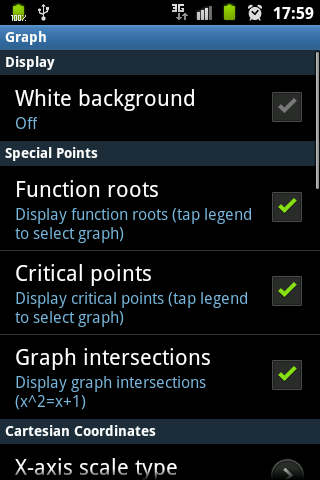 100%
3G
17:59
Graph
Display
White background
Off
Special Points
Function roots
Display function roots (tap legend
to select graph)
Critical points
Display critical points (tap legend
to select graph)
Graph intersections
Display graph intersections
(x^2=x+1)
Cartesian Coordinates
X-axis scale type